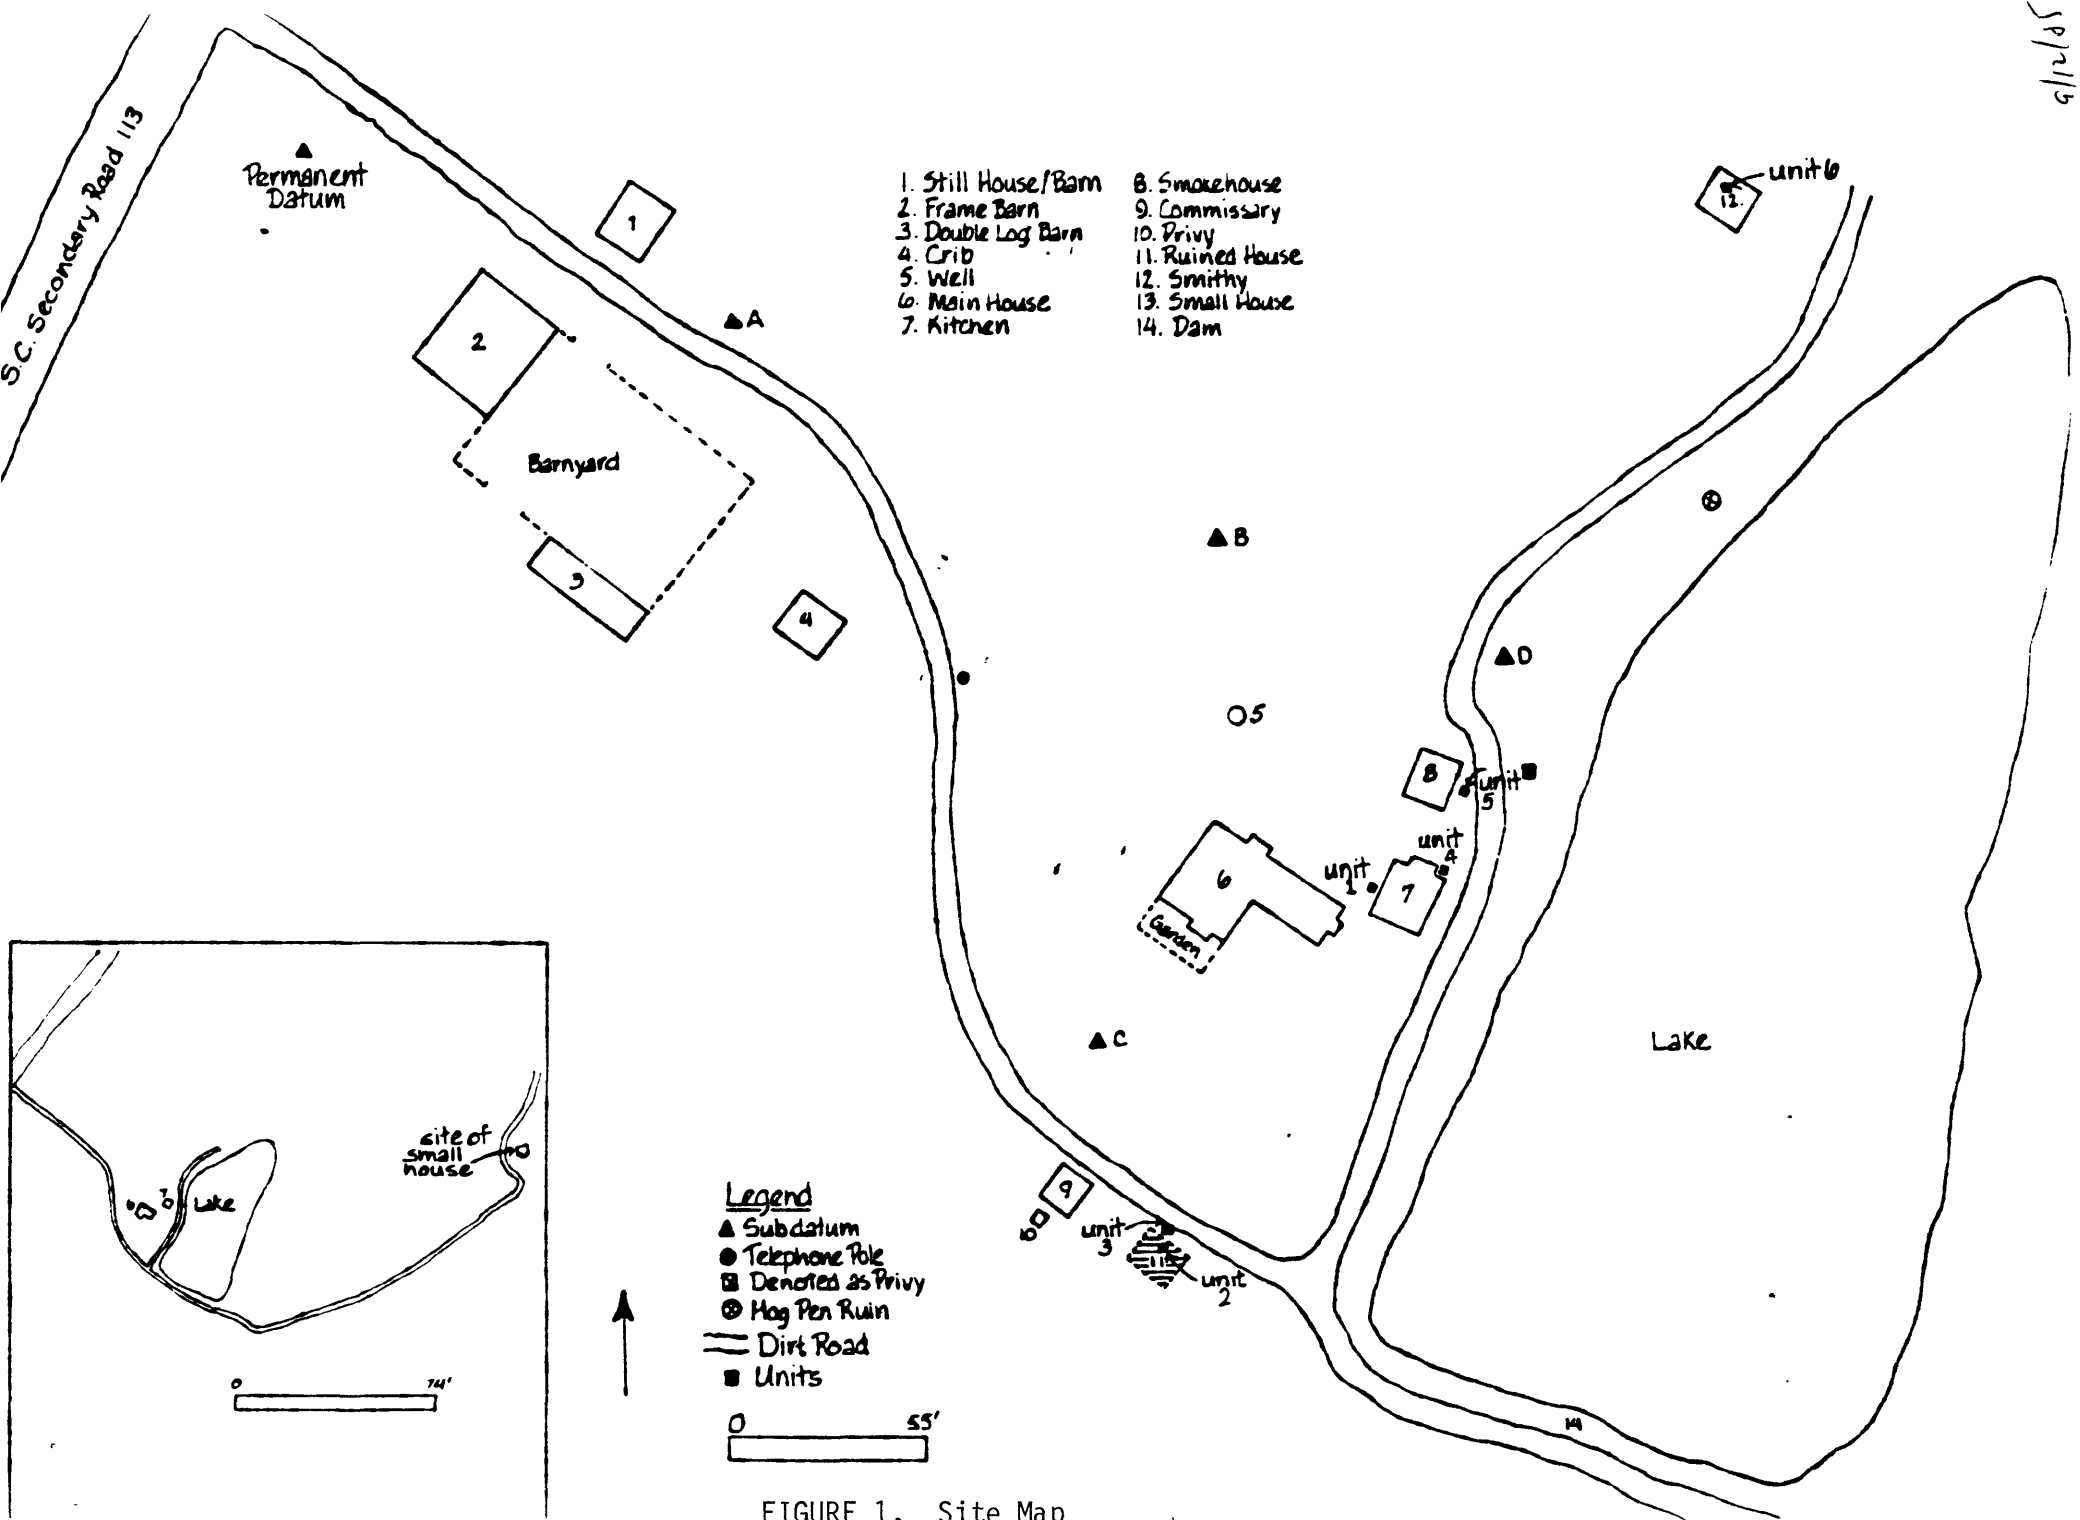 9/12/85
S.C. Secondary Road 113
Permanent
Datum
1
2
Barnyard
3
4
A
1. Still House/Barn
2. Frame Barn
3. Double Log Barn
4. Crib
5. Well
6. Main House
7. Kitchen
8. Smokehouse
9. Commissary
10. Privy
11. Ruined House
12. Smithy
13. Small House
14. Dam
unit 6
12.
B
D
5
8
unit
5
unit
4
unit
1
7
6
Garden
C
Lake
9
10
unit
3
11
unit
2
14
site of
small
house
6
7
Lake
0 74'
Legend
Subdatum
Telephone Pole
Denoted as Privy
Hog Pen Ruin
Dirt Road
Units
0 55'
FIGURE 1. Site Map